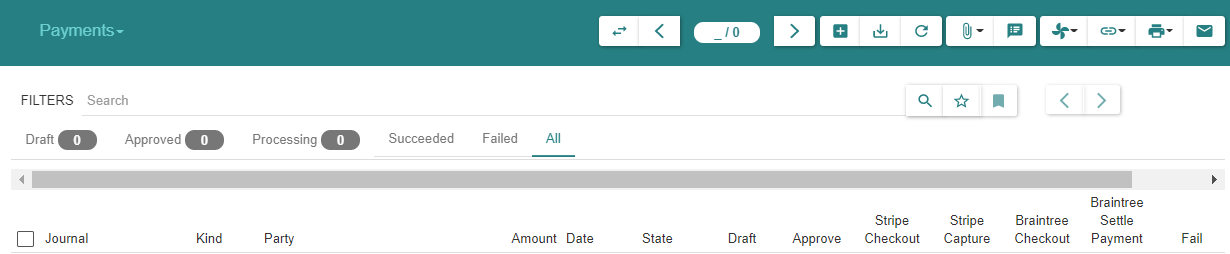 Payments
_ / 0
FILTERS Search
Draft 0 Approved 0 Processing 0 Succeeded Failed All
Journal Kind Party Amount Date State Draft Approve Stripe Checkout Stripe Capture Braintree Checkout Braintree Settle Payment Fail